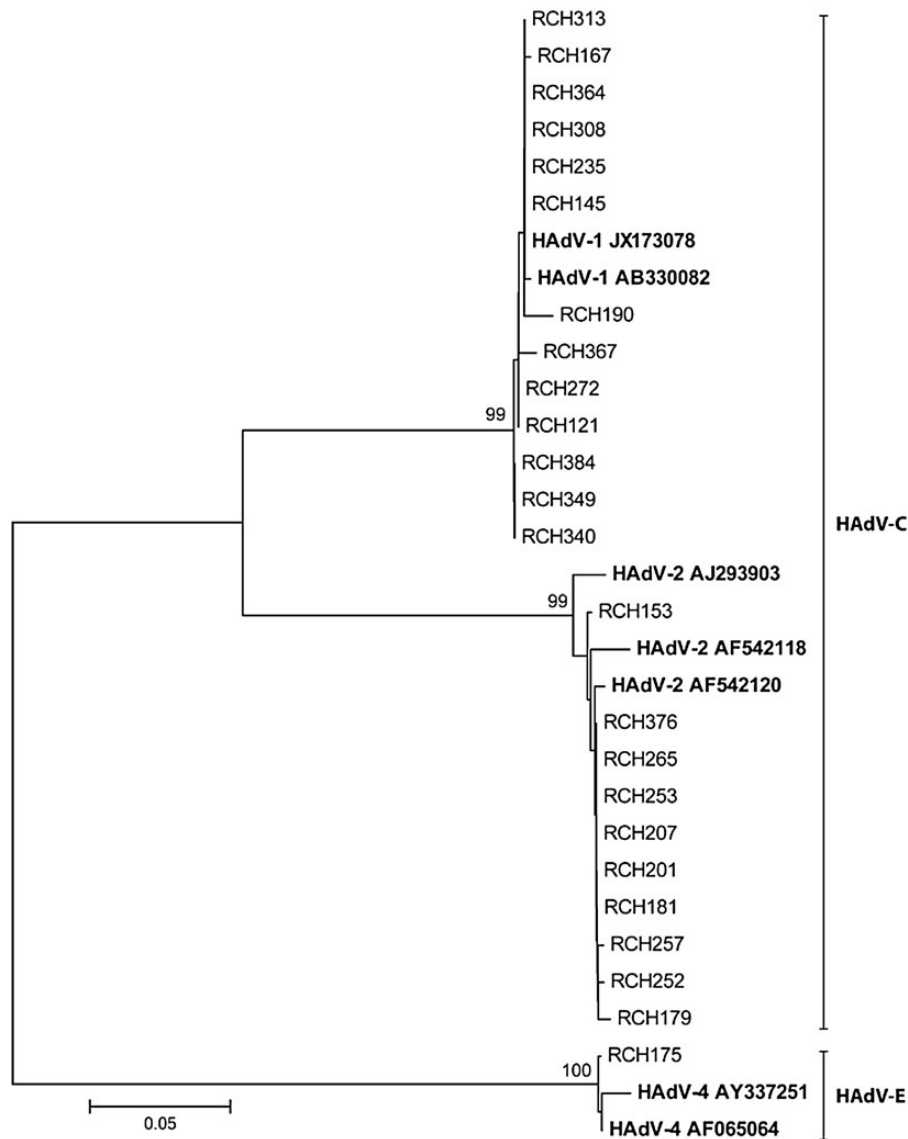 RCH313
RCH167
RCH364
RCH308
RCH235
RCH145
HAdV-1 JX173078
HAdV-1 AB330082
RCH190
RCH367
RCH272
99
RCH121
RCH384
RCH349
HAdV-C
RCH340
HAdV-2 AJ293903
99
RCH153
HAdV-2 AF542118
HAdV-2 AF542120
RCH376
RCH265
RCH253
RCH207
RCH201
RCH181
RCH257
RCH252
RCH179
RCH175
100
HAdV-4 AY337251
HAdV-E
HAdV-4 AF065064
0.05